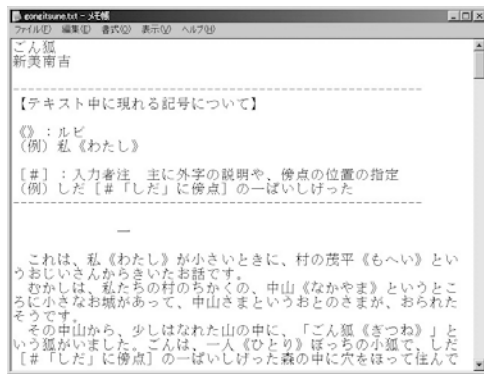 gongitsune.txt - メモ帳
ファイル(F) 編集(E) 書式(O) 表示(V) ヘルプ(H)
ごん狐
新美南吉
-------------------------------------------------------
【テキスト中に現れる記号について】
《》：ルビ
（例）私《わたし》
［＃］：入力者注 主に外字の説明や、傍点の位置の指定
（例）しだ［＃「しだ」に傍点］の一ぱいしげった
-------------------------------------------------------
一
これは、私《わたし》が小さいときに、村の茂平《もへい》とい
うおじいさんからきいたお話です。
むかしは、私たちの村のちかくの、中山《なかやま》というとこ
ろに小さなお城があって、中山さまというおとのさまが、おられた
そうです。
その中山から、少しはなれた山の中に、「ごん狐《ぎつね》」と
いう狐がいました。ごんは、一人《ひとり》ぼっちの小狐で、しだ
［＃「しだ」に傍点］の一ぱいしげった森の中に穴をほって住んで